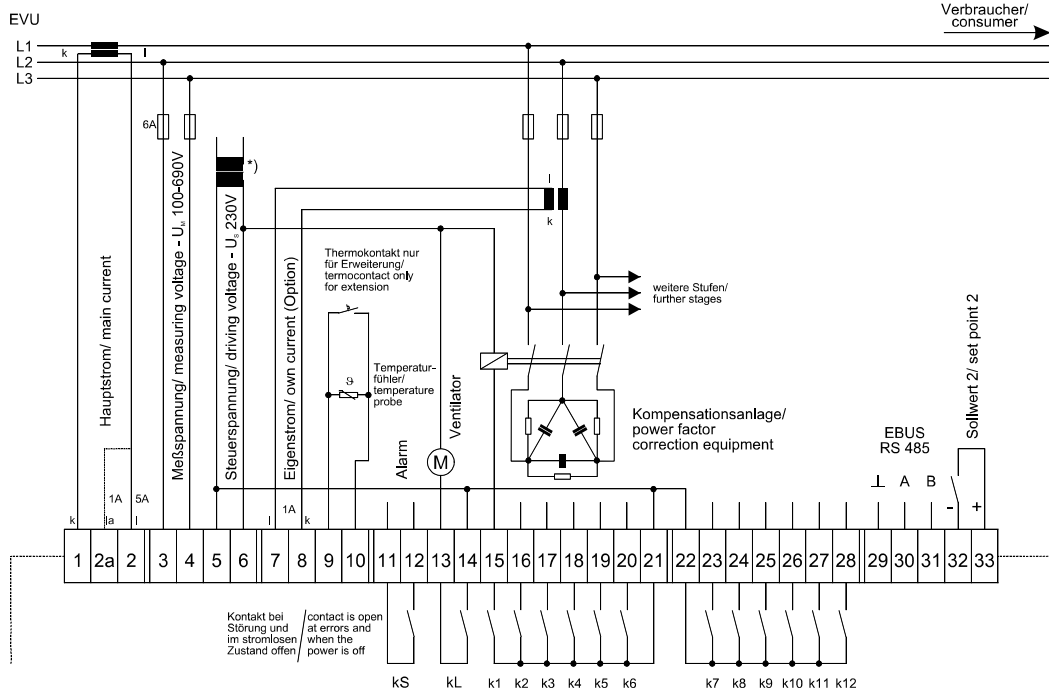 EVU
Verbraucher/
consumer
L1
L2
L3
k
l
6A
*)
Hauptstrom/ main current
Meßspannung/ measuring voltage - UM 100-690V
Steuerspannung/ driving voltage - US 230V
Eigenstrom/ own current (Option)
l
k
Thermokontakt nur
für Erweiterung/
termocontact only
for extension
ϑ
Temperatur-
fühler/
temperature
probe
Alarm
Ventilator
M
weitere Stufen/
further stages
Kompensationsanlage/
power factor
correction equipment
EBUS
RS 485
⊥ A B
Sollwert 2/ set point 2
- +
k 1A la 5A l
l 1A k
1 2a 2 3 4 5 6 7 8 9 10 11 12 13 14 15 16 17 18 19 20 21 22 23 24 25 26 27 28 29 30 31 32 33
Kontakt bei
Störung und
im stromlosen
Zustand offen
/
contact is open
at errors and
when the
power is off
kS kL k1 k2 k3 k4 k5 k6 k7 k8 k9 k10 k11 k12